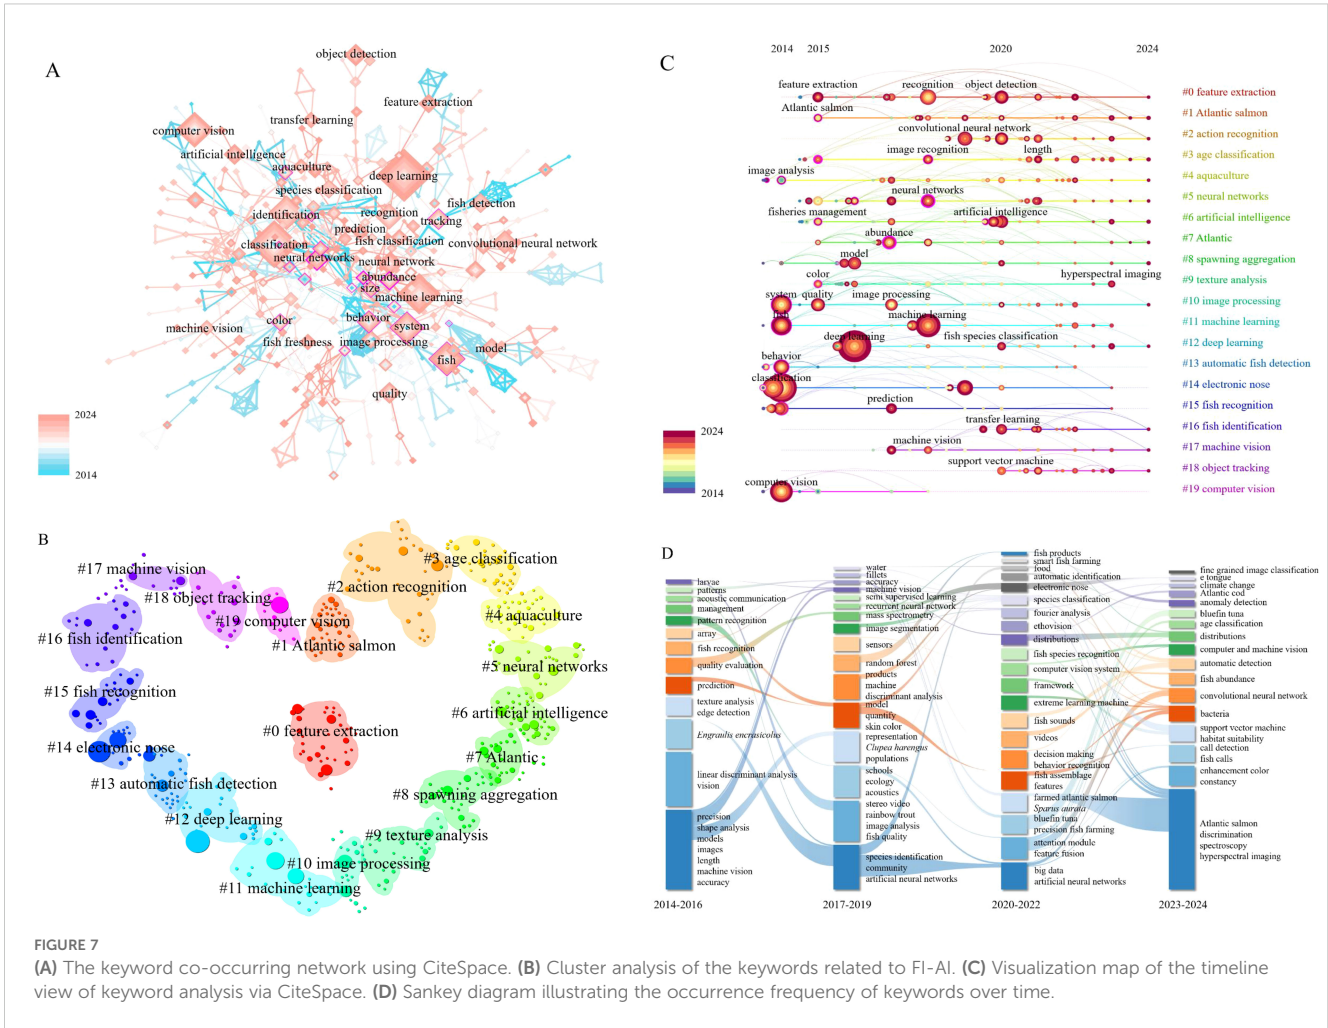 A
object detection
feature extraction
transfer learning
computer vision
artificial intelligence
aquaculture
deep learning
species classification
fish detection
identification
recognition
tracking
prediction
classification
fish classification
convolutional neural network
neural networks
neural network
abundance
size
machine learning
color
behavior
system
machine vision
fish freshness
image processing
model
fish
quality
2024
2014
C
2014
2015
2020
2024
feature extraction
recognition
object detection
Atlantic salmon
convolutional neural network
image recognition
length
image analysis
neural networks
fisheries management
artificial intelligence
abundance
model
color
hyperspectral imaging
system
quality
image processing
fish
machine learning
deep learning
fish species classification
behavior
classification
prediction
transfer learning
machine vision
support vector machine
computer vision
#0 feature extraction
#1 Atlantic salmon
#2 action recognition
#3 age classification
#4 aquaculture
#5 neural networks
#6 artificial intelligence
#7 Atlantic
#8 spawning aggregation
#9 texture analysis
#10 image processing
#11 machine learning
#12 deep learning
#13 automatic fish detection
#14 electronic nose
#15 fish recognition
#16 fish identification
#17 machine vision
#18 object tracking
#19 computer vision
2024
2014
B
#3 age classification
#17 machine vision
#2 action recognition
#18 object tracking
#4 aquaculture
#19 computer vision
#16 fish identification
#1 Atlantic salmon
#5 neural networks
#15 fish recognition
#6 artificial intelligence
#0 feature extraction
#14 electronic nose
#7 Atlantic
#13 automatic fish detection
#8 spawning aggregation
#12 deep learning
#9 texture analysis
#10 image processing
#11 machine learning
D
larvae
patterns
acoustic communication
management
pattern recognition
array
fish recognition
quality evaluation
prediction
texture analysis
edge detection
Engraulis encrasicolus
linear discriminant analysis
vision
precision
shape analysis
models
images
length
machine vision
accuracy
2014-2016
water
fillets
accuracy
machine vision
semi supervised learning
recurrent neural network
mass spectrometry
image segmentation
sensors
random forest
products
machine
discriminant analysis
model
quantity
skin color
representation
Clupea harengus
populations
schools
ecology
acoustics
stereo video
rainbow trout
image analysis
fish quality
species identification
community
artificial neural networks
2017-2019
fish products
smart fish farming
food
automatic identification
electronic nose
species classification
fourier analysis
ethovision
distributions
fish species recognition
computer vision system
framework
extreme learning machine
fish sounds
videos
decision making
behavior recognition
fish assemblage
features
farmed atlantic salmon
Sparus aurata
bluefin tuna
precision fish farming
attention module
feature fusion
big data
artificial neural networks
2020-2022
fine grained image classification
e tongue
climate change
Atlantic cod
anomaly detection
bluefin tuna
age classification
distributions
computer and machine vision
automatic detection
fish abundance
convolutional neural network
bacteria
support vector machine
habitat suitability
call detection
fish calls
enhancement color
constancy
Atlantic salmon
discrimination
spectroscopy
hyperspectral imaging
2023-2024
FIGURE 7
(A) The keyword co-occurring network using CiteSpace. (B) Cluster analysis of the keywords related to FI-AI. (C) Visualization map of the timeline
view of keyword analysis via CiteSpace. (D) Sankey diagram illustrating the occurrence frequency of keywords over time.